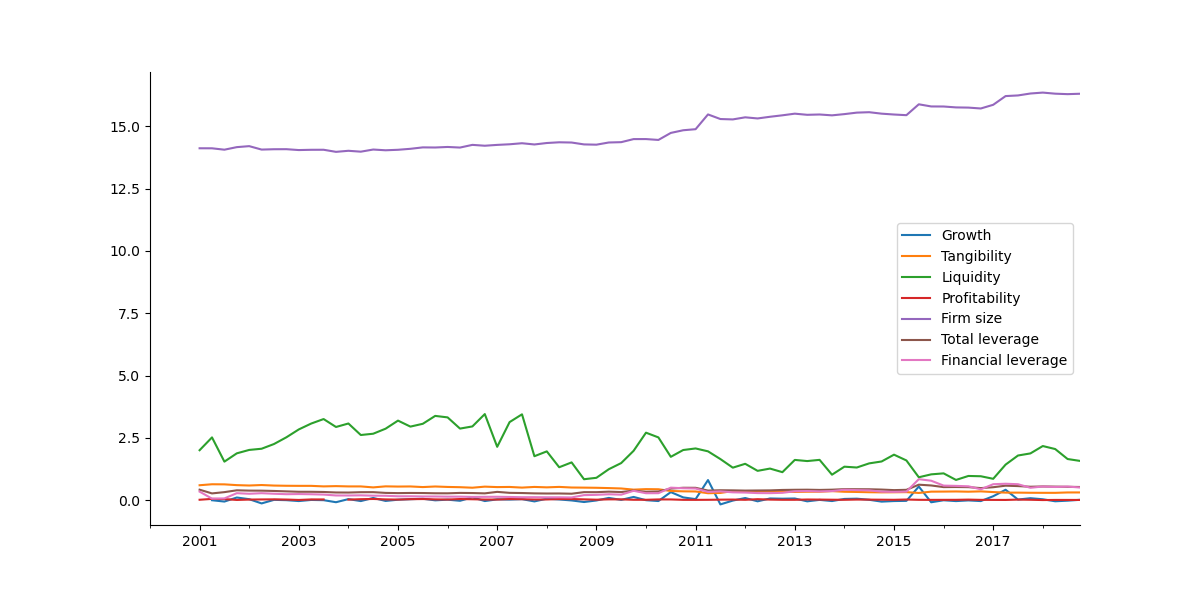 15.0
12.5
10.0
7.5
5.0
2.5
0.0
Growth
Tangibility
Liquidity
Profitability
Firm size
Total leverage
Financial leverage
2001 2003 2005 2007 2009 2011 2013 2015 2017